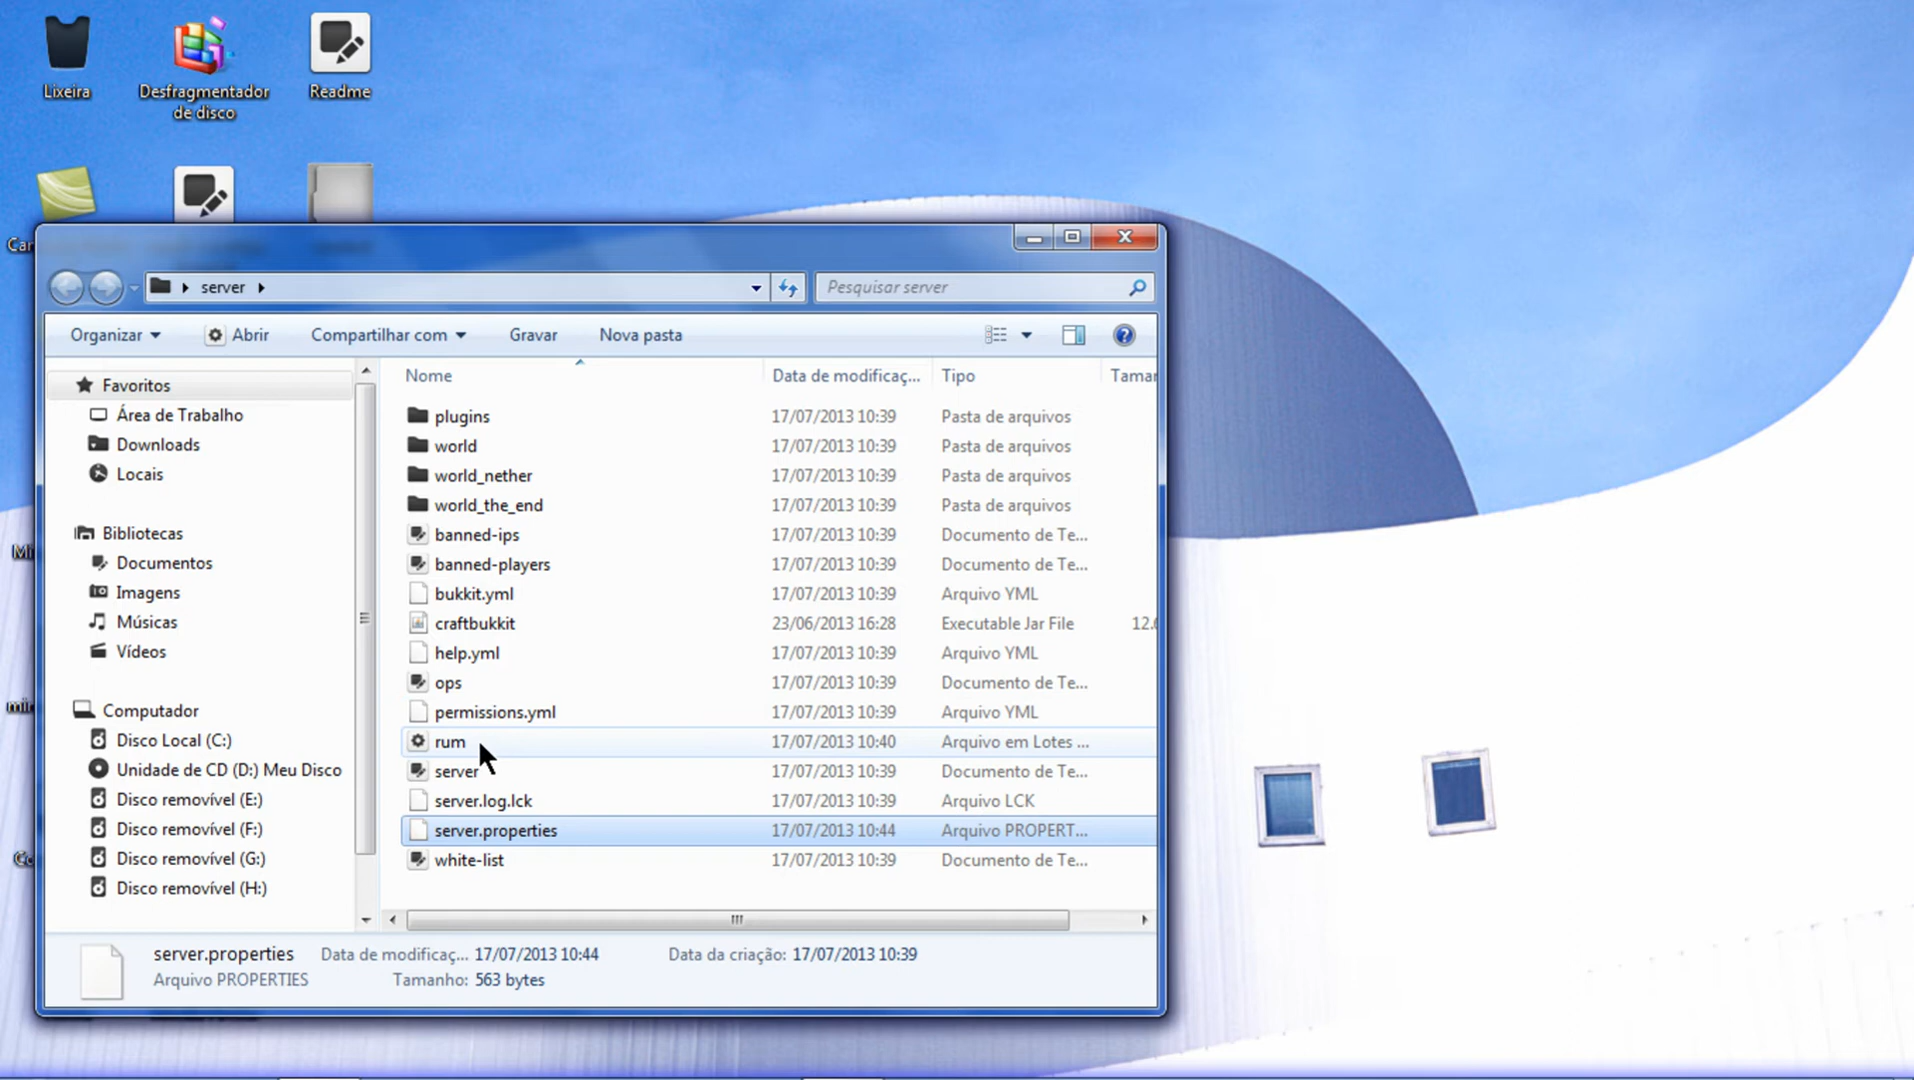 Lixeira
Desfragmentador
de disco
Readme
Car
server
Pesquisar server
Organizar
Abrir
Compartilhar com
Gravar
Nova pasta
Favoritos
Área de Trabalho
Downloads
Locais
Bibliotecas
Documentos
Imagens
Músicas
Vídeos
Computador
Disco Local (C:)
Unidade de CD (D:) Meu Disco
Disco removível (E:)
Disco removível (F:)
Disco removível (G:)
Disco removível (H:)
Nome Data de modificaç... Tipo Tamar
plugins 17/07/2013 10:39 Pasta de arquivos
world 17/07/2013 10:39 Pasta de arquivos
world_nether 17/07/2013 10:39 Pasta de arquivos
world_the_end 17/07/2013 10:39 Pasta de arquivos
banned-ips 17/07/2013 10:39 Documento de Te...
banned-players 17/07/2013 10:39 Documento de Te...
bukkit.yml 17/07/2013 10:39 Arquivo YML
craftbukkit 23/06/2013 16:28 Executable Jar File 12.6
help.yml 17/07/2013 10:39 Arquivo YML
ops 17/07/2013 10:39 Documento de Te...
permissions.yml 17/07/2013 10:39 Arquivo YML
rum 17/07/2013 10:40 Arquivo em Lotes ...
server 17/07/2013 10:39 Documento de Te...
server.log.lck 17/07/2013 10:39 Arquivo LCK
server.properties 17/07/2013 10:44 Arquivo PROPERT...
white-list 17/07/2013 10:39 Documento de Te...
server.properties Data de modificaç... 17/07/2013 10:44 Data da criação: 17/07/2013 10:39
Arquivo PROPERTIES Tamanho: 563 bytes